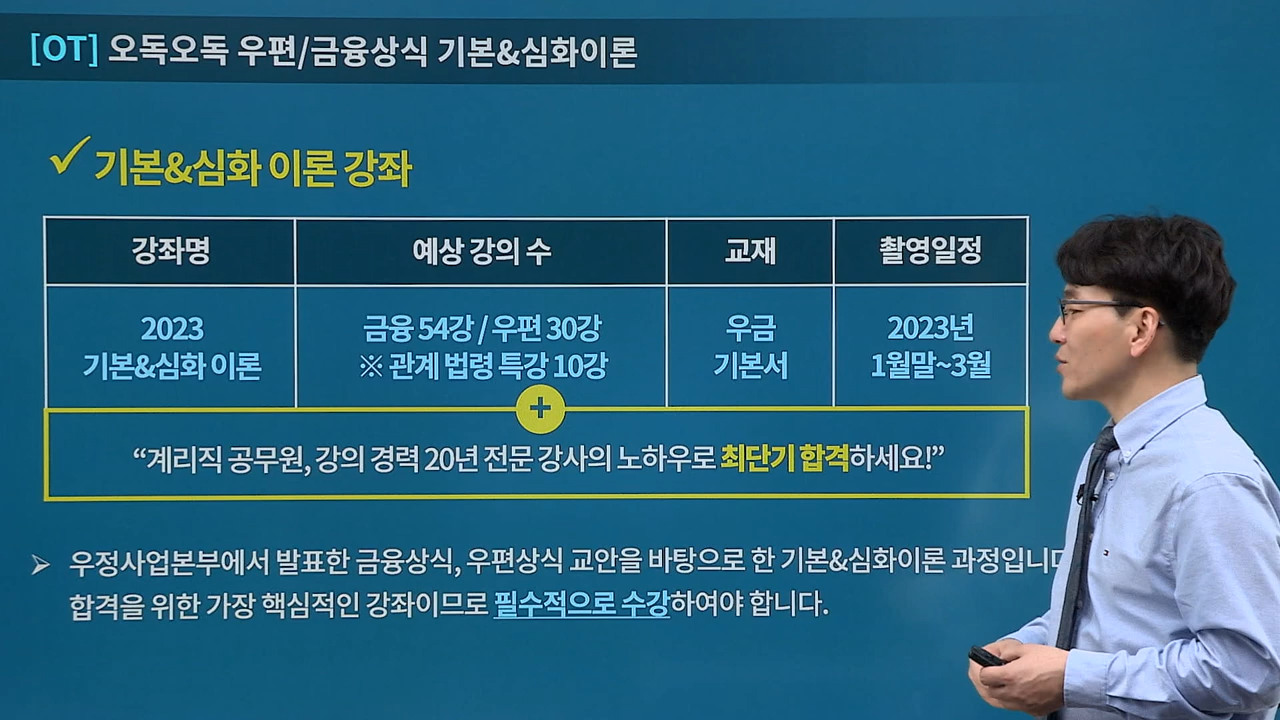 [OT] 오독오독 우편/금융상식 기본&심화이론
기본&심화 이론 강좌
강좌명 예상 강의 수 교재 촬영일정
2023 금융 54강 / 우편 30강 우금 2023년
기본&심화 이론 ※ 관계 법령 특강 10강 기본서 1월말~3월
+
“계리직 공무원, 강의 경력 20년 전문 강사의 노하우로 최단기 합격하세요!”
➢ 우정사업본부에서 발표한 금융상식, 우편상식 교안을 바탕으로 한 기본&심화이론 과정입니다
합격을 위한 가장 핵심적인 강좌이므로 필수적으로 수강하여야 합니다.